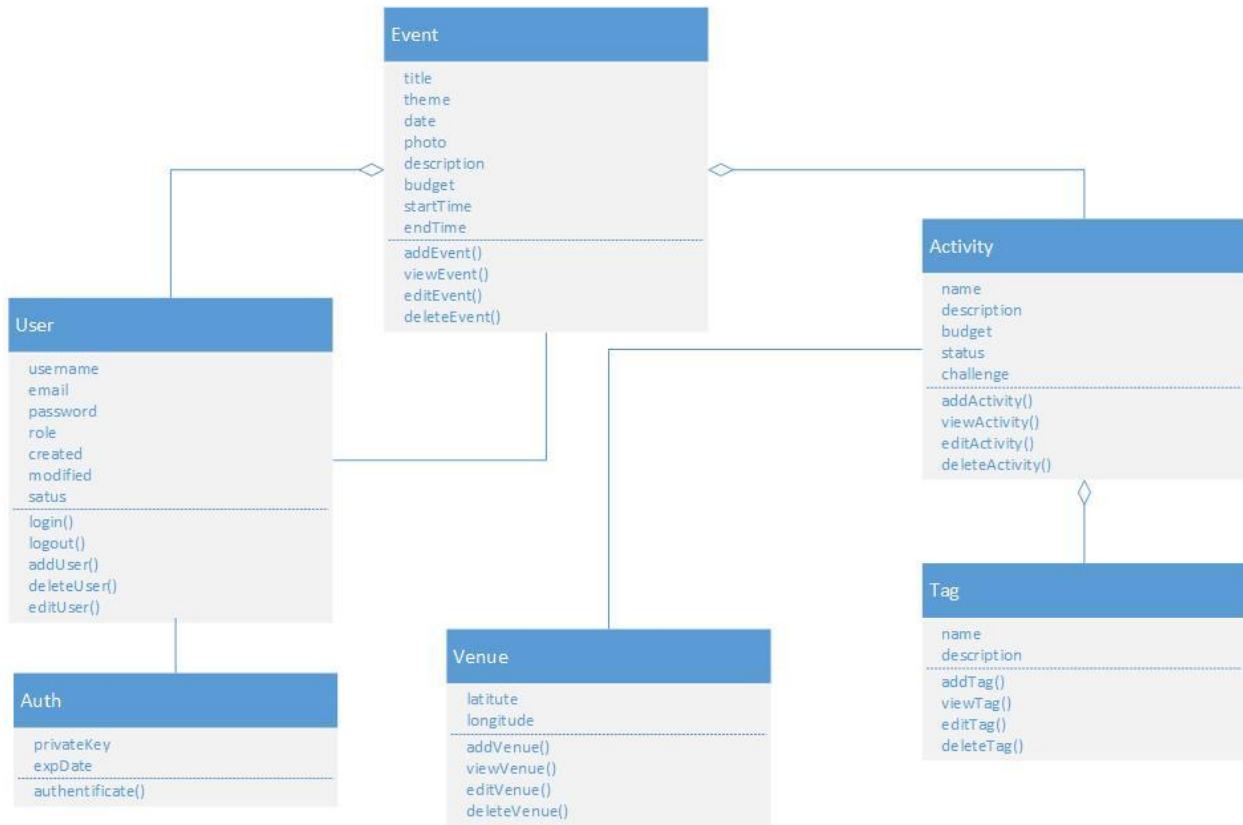 Event
title
theme
date
photo
description
budget
startTime
endTime
addEvent()
viewEvent()
editEvent()
deleteEvent()
User
username
email
password
role
created
modified
satus
login()
logout()
addUser()
deleteUser()
editUser()
Auth
privateKey
expDate
authentificate()
Venue
latitute
longitude
addVenue()
viewVenue()
editVenue()
deleteVenue()
Activity
name
description
budget
status
challenge
addActivity()
viewActivity()
editActivity()
deleteActivity()
Tag
name
description
addTag()
viewTag()
editTag()
deleteTag()